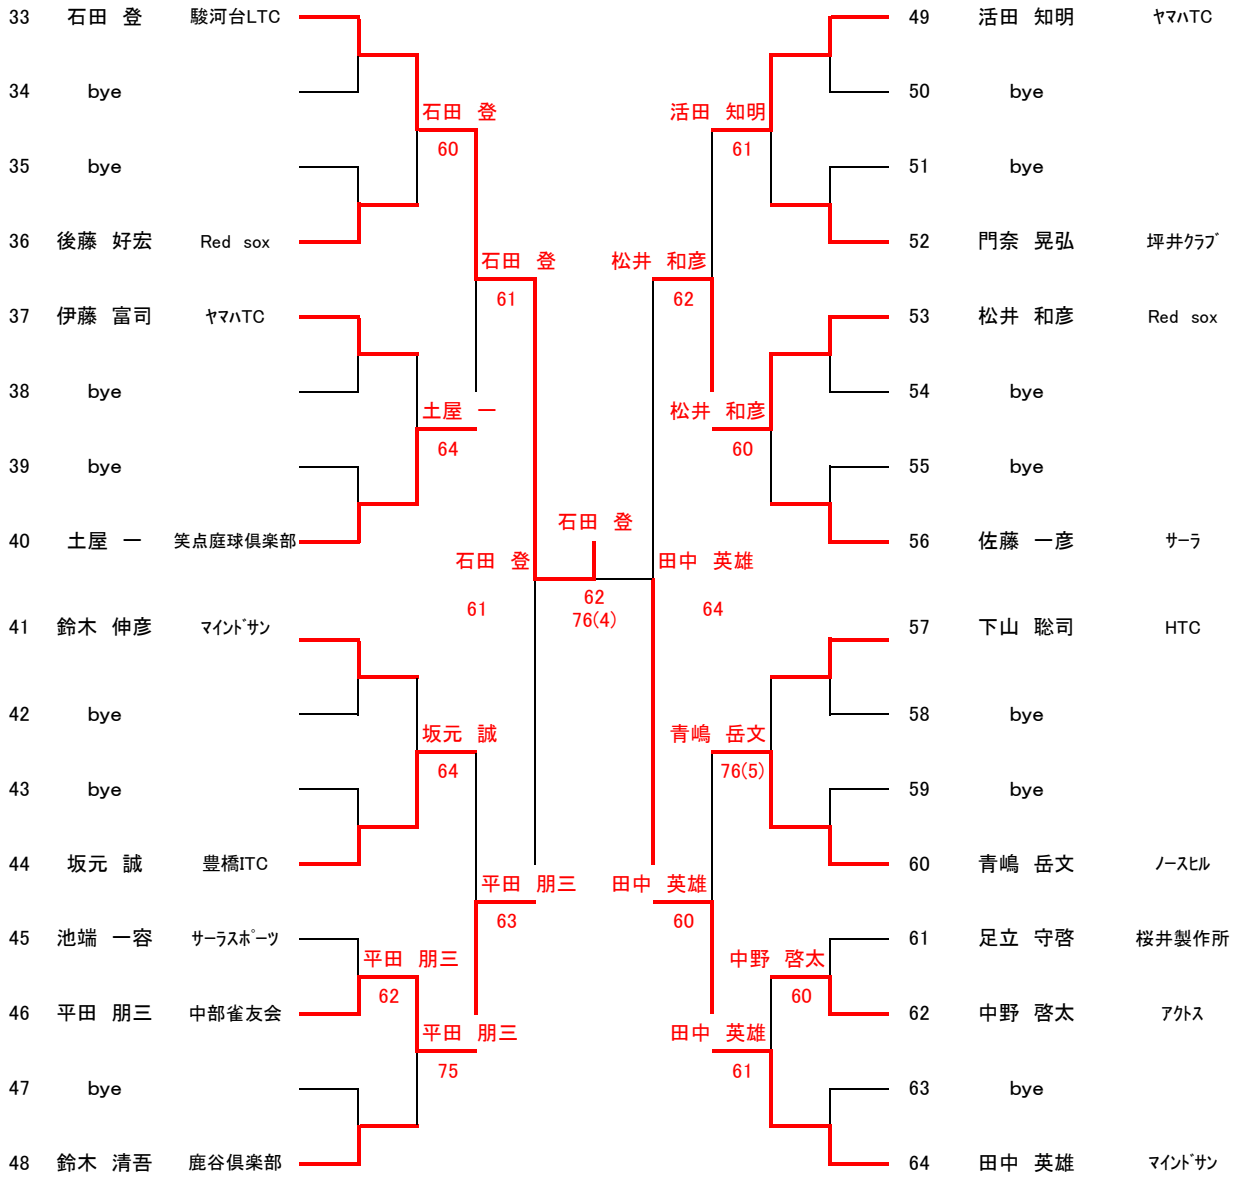 33 石田 登 駿河台LTC
34 bye
35 bye
36 後藤 好宏 Red sox
37 伊藤 富司 ﾔﾏﾊTC
38 bye
39 bye
40 土屋 一 笑点庭球倶楽部
41 鈴木 伸彦 ﾏｲﾝﾄﾞｻﾝ
42 bye
43 bye
44 坂元 誠 豊橋ITC
45 池端 一容 ｻｰﾗｽﾎﾟｰﾂ
46 平田 朋三 中部雀友会
47 bye
48 鈴木 清吾 鹿谷倶楽部
石田 登
60
土屋 一
64
坂元 誠
64
平田 朋三
62
平田 朋三
75
石田 登
61
平田 朋三
63
石田 登
61
石田 登
62
76(4)
田中 英雄
64
松井 和彦
62
田中 英雄
60
活田 知明
61
松井 和彦
60
青嶋 岳文
76(5)
中野 啓太
60
田中 英雄
61
49 活田 知明 ﾔﾏﾊTC
50 bye
51 bye
52 門奈 晃弘 坪井ｸﾗﾌﾞ
53 松井 和彦 Red sox
54 bye
55 bye
56 佐藤 一彦 ｻｰﾗ
57 下山 聡司 HTC
58 bye
59 bye
60 青嶋 岳文 ﾉｰｽﾋﾙ
61 足立 守啓 桜井製作所
62 中野 啓太 ｱｸﾄｽ
63 bye
64 田中 英雄 ﾏｲﾝﾄﾞｻﾝ